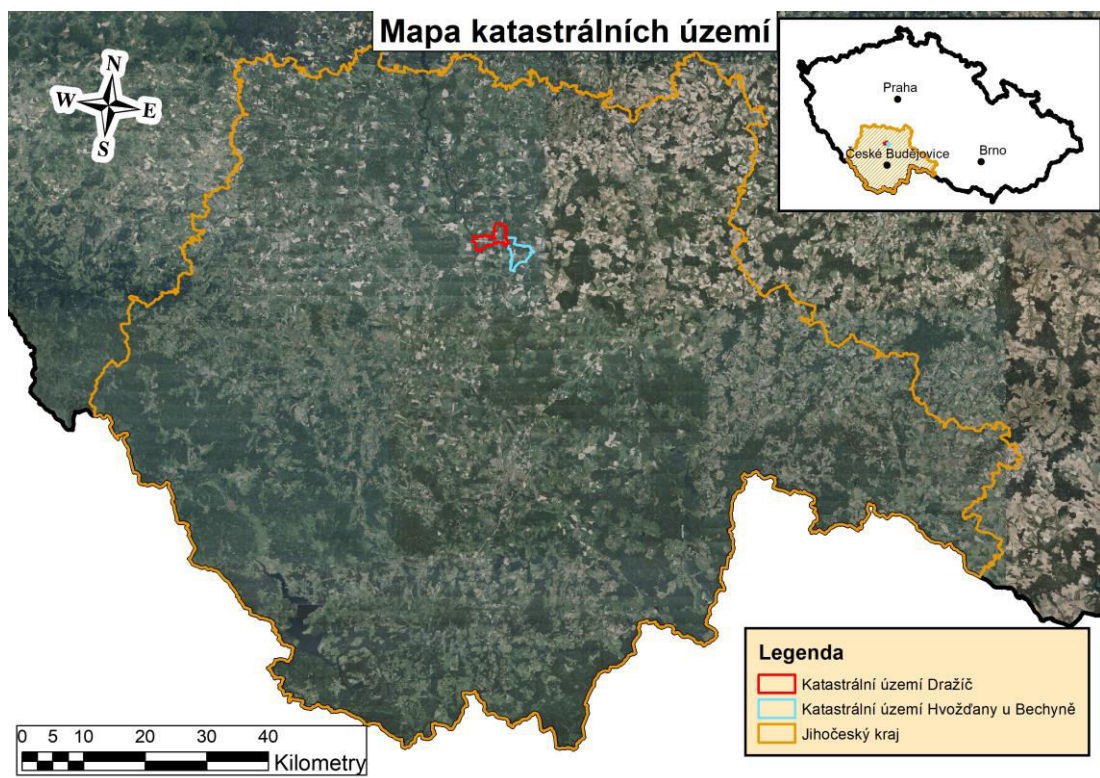 Mapa katastrálních území
N
W
E
S
Praha
České Budějovice
Brno
Legenda
Katastrální území Dražíč
Katastrální území Hvožďany u Bechyně
Jihočeský kraj
0 5 10 20 30 40
Kilometry